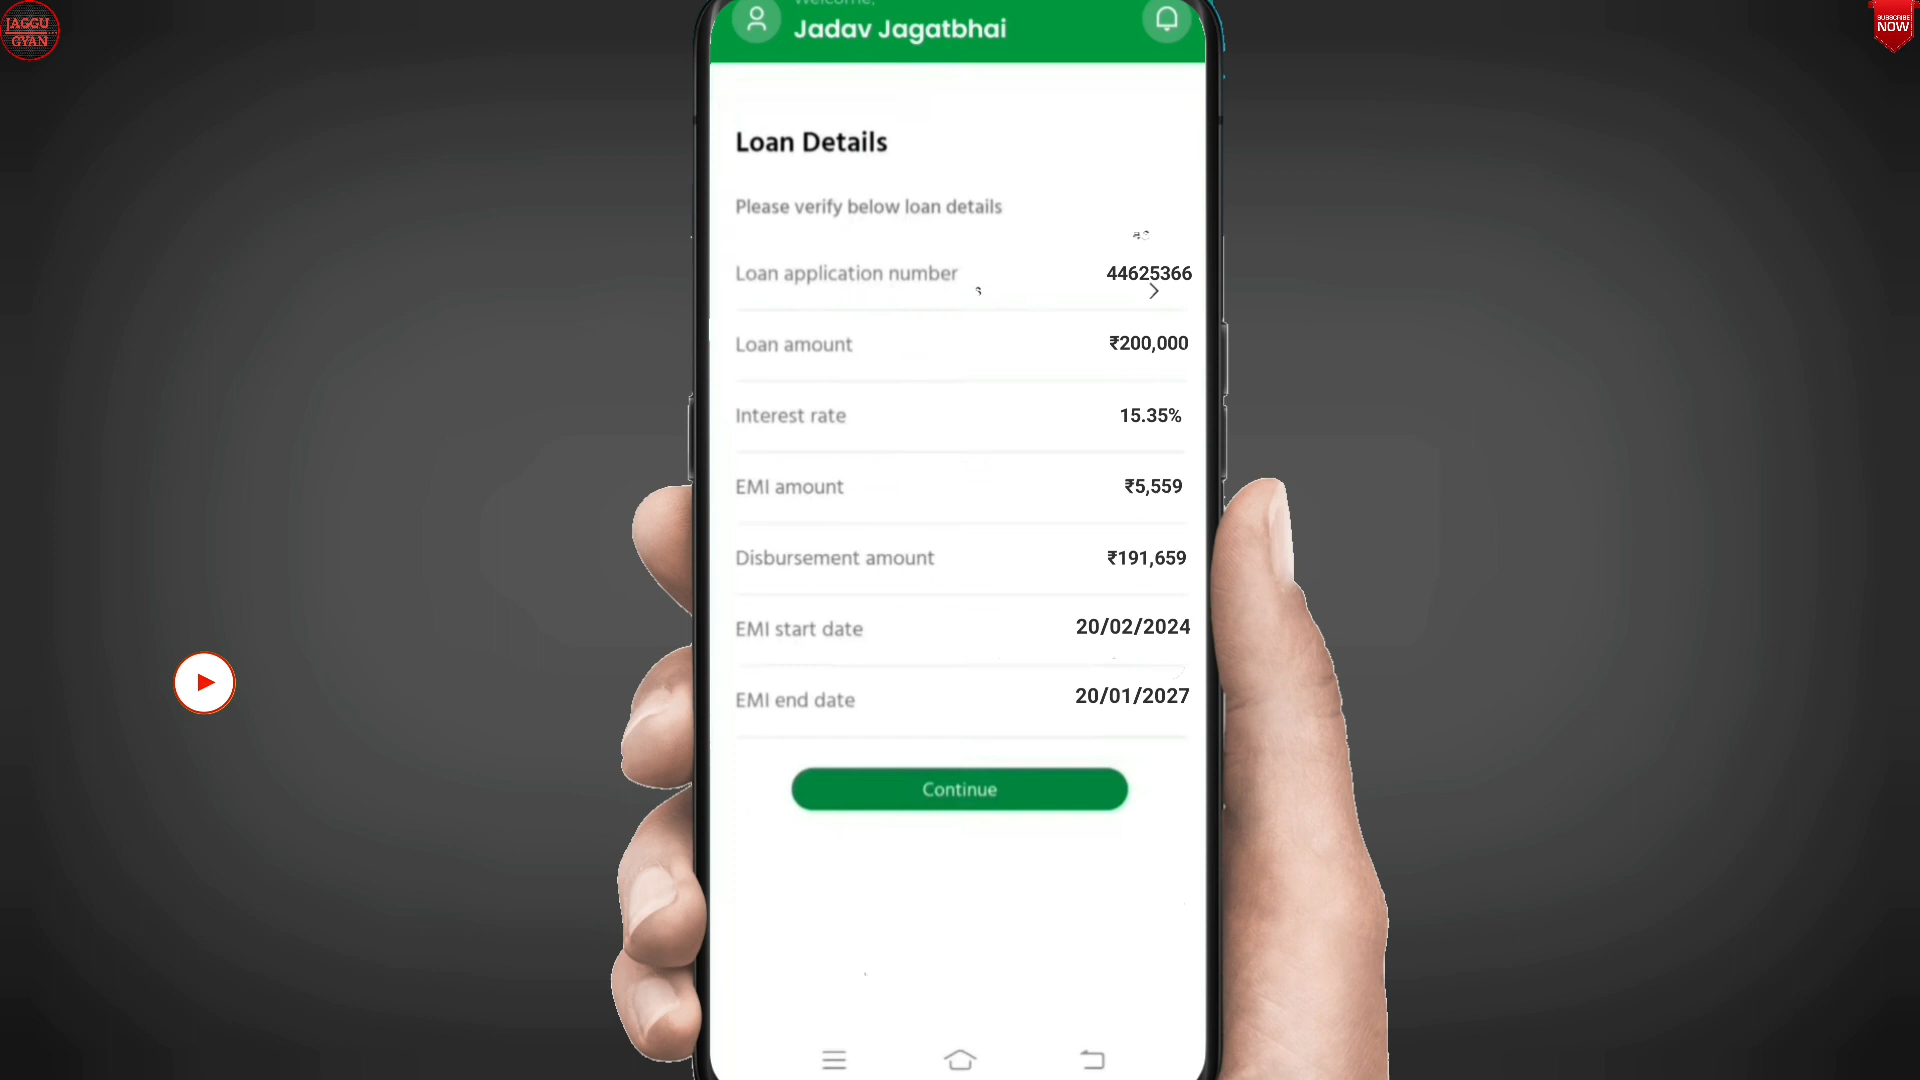 JAGGU
GYAN
SUBSCRIBE
NOW
Welcome,
Jadav Jagatbhai
Loan Details
Please verify below loan details
Loan application number 44625366
Loan amount ₹200,000
Interest rate 15.35%
EMI amount ₹5,559
Disbursement amount ₹191,659
EMI start date 20/02/2024
EMI end date 20/01/2027
Continue